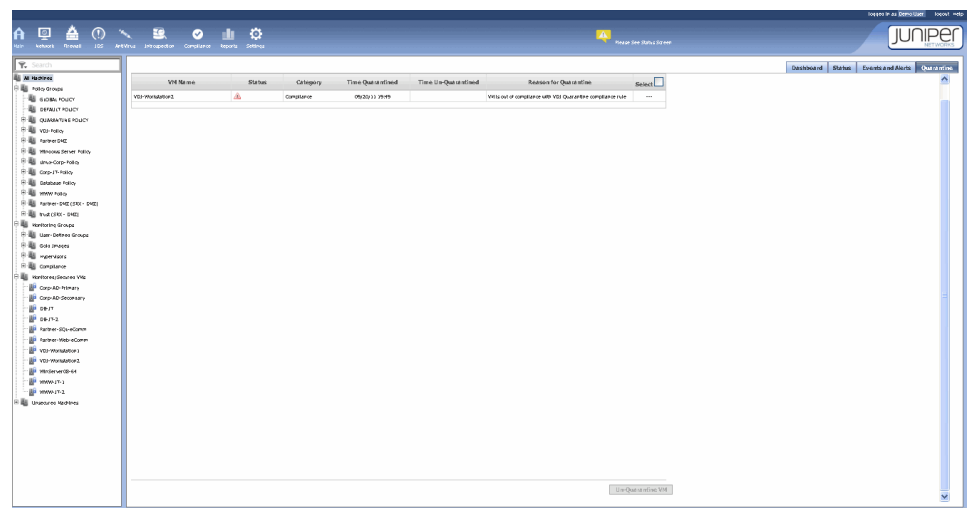 logged in as Demo User logout help
Main Network Firewall IDS AntiVirus Introspection Compliance Reports Settings
Please See Status Screen
JUNIPER
NETWORKS
Search
Dashboard Status Events and Alerts Quarantine
All Machines
Policy Groups
GLOBAL POLICY
DEFAULT POLICY
QUARANTINE POLICY
VDI-Policy
Partner DMZ
Windows Server Policy
Linux-Corp-Policy
Corp-IT-Policy
Database Policy
WWW Policy
Partner-DMZ (SRX - DMZ)
trust (SRX - DMZ)
Monitoring Groups
User-Defined Groups
Gold Images
Hypervisors
Compliance
Monitored/Secured VMs
Corp-AD-Primary
Corp-AD-Secondary
DB-IT
DB-IT-2
Partner-SQL-eComm
Partner-Web-eComm
VDI-Workstation1
VDI-Workstation2
WinServer08-64
WWW-IT-1
WWW-IT-2
Unsecured Machines
VM Name Status Category Time Quarantined Time Un-Quarantined Reason for Quarantine Select
VDI-Workstation2 Compliance VM is out of compliance with VDI Quarantine compliance rule ---
Un-Quarantine VM